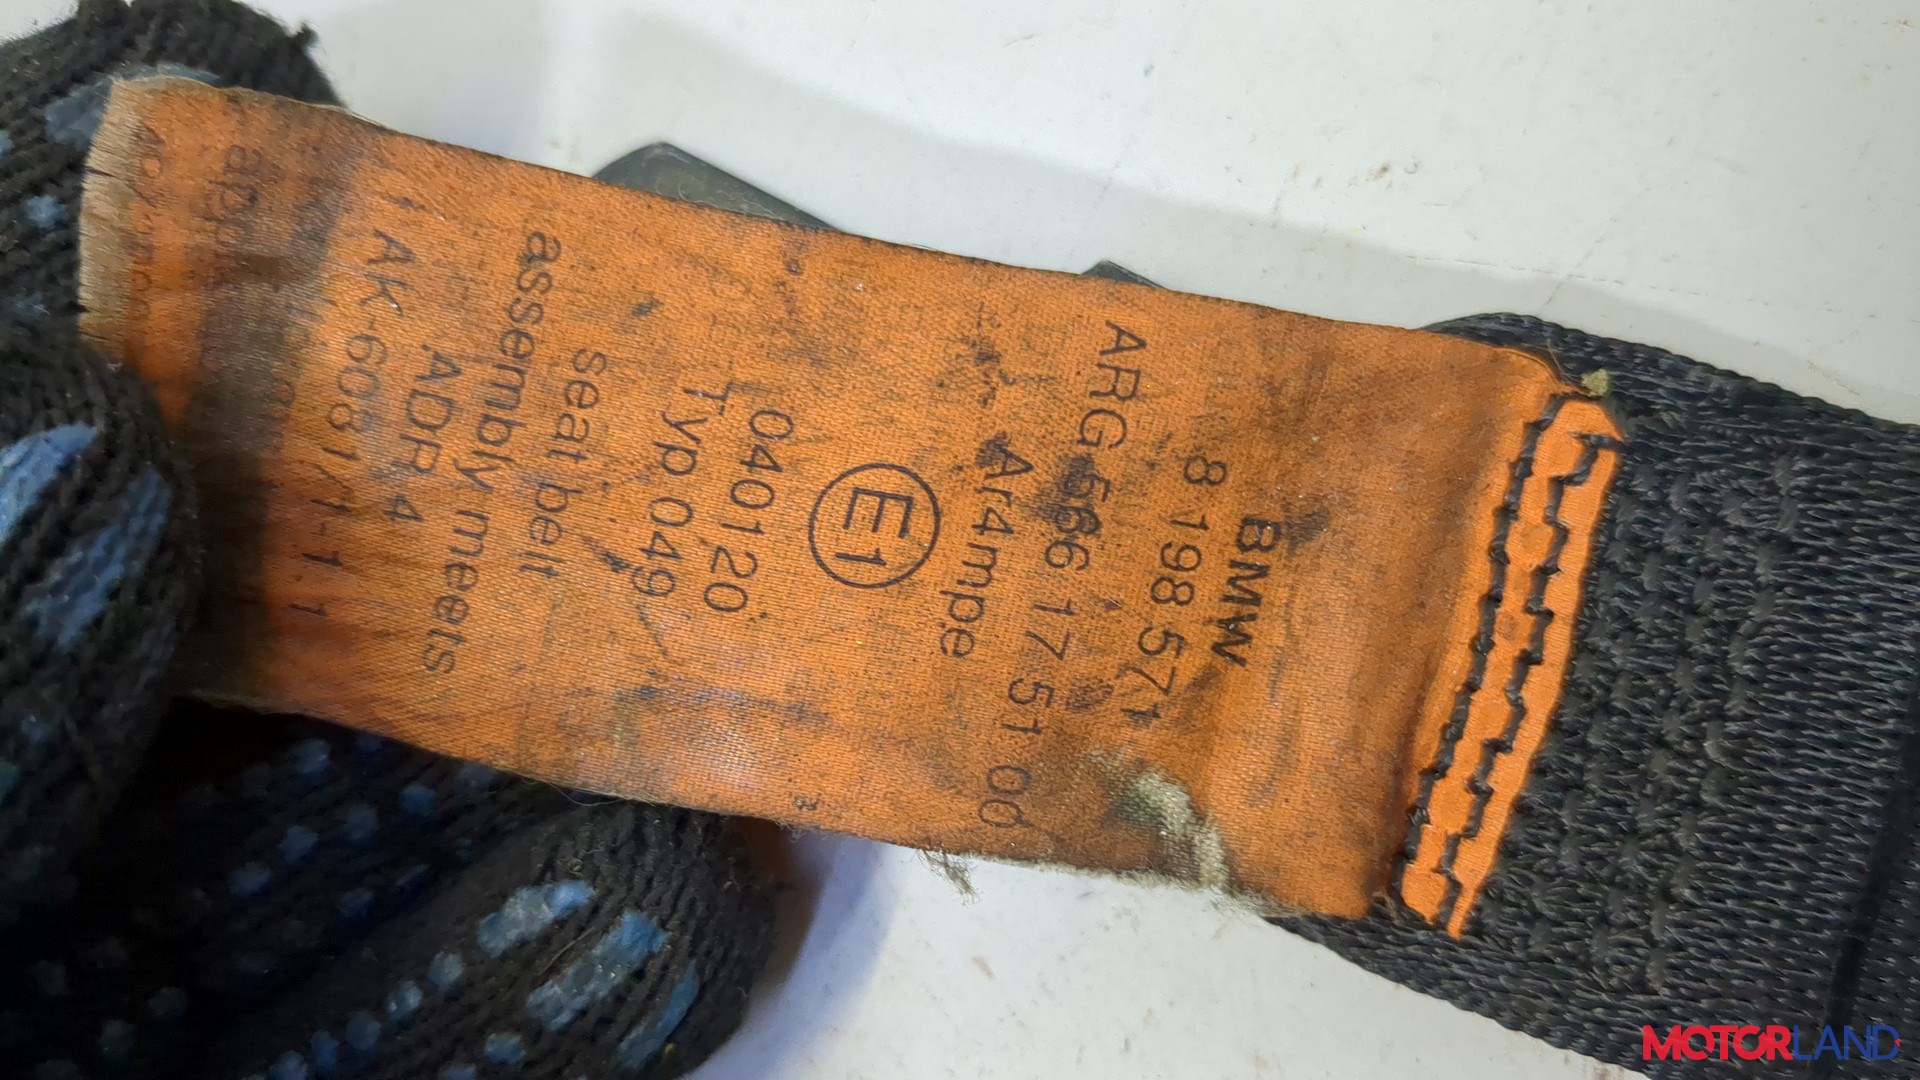 BMW
8 198 571
ARG 566 17 51 00
Ar4mpe
E1
040120
Typ 049
seat belt
assembly meets
ADR 4
AK-6081/1-1 1
MOTORLAND